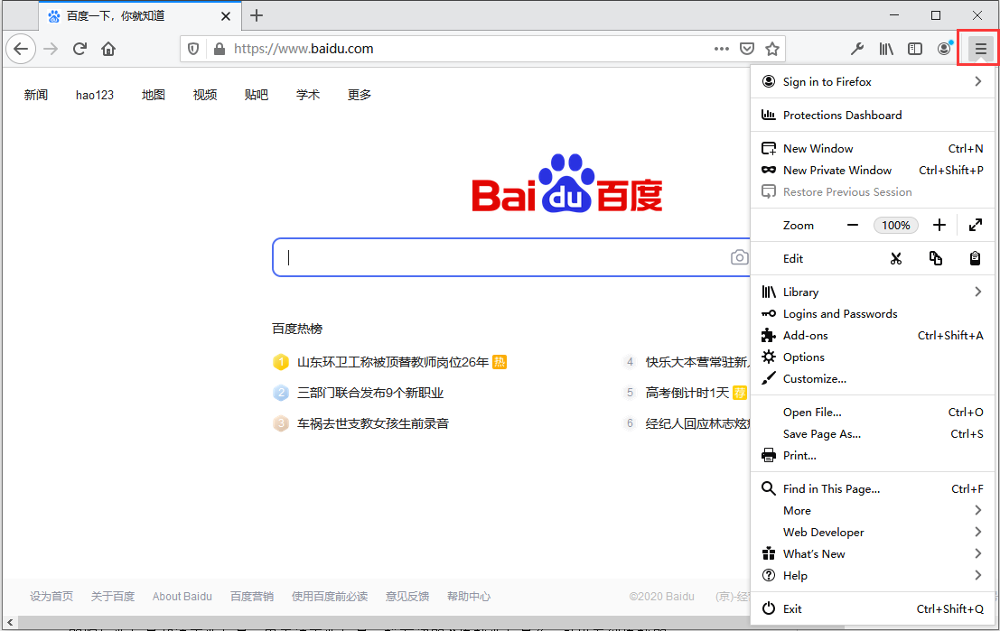 百度一下，你就知道
https://www.baidu.com
新闻 hao123 地图 视频 贴吧 学术 更多
Bai du 百度
百度热榜
1 山东环卫工称被顶替教师岗位26年 热
2 三部门联合发布9个新职业
3 车祸去世支教女孩生前录音
4 快乐大本营常驻新
5 高考倒计时1天 荐
6 经纪人回应林志炫
设为首页 关于百度 About Baidu 百度营销 使用百度前必读 意见反馈 帮助中心 ©2020 Baidu (京)-经
Sign in to Firefox
Protections Dashboard
New Window Ctrl+N
New Private Window Ctrl+Shift+P
Restore Previous Session
Zoom 100%
Edit
Library
Logins and Passwords
Add-ons Ctrl+Shift+A
Options
Customize...
Open File... Ctrl+O
Save Page As... Ctrl+S
Print...
Find in This Page... Ctrl+F
More
Web Developer
What's New
Help
Exit Ctrl+Shift+Q